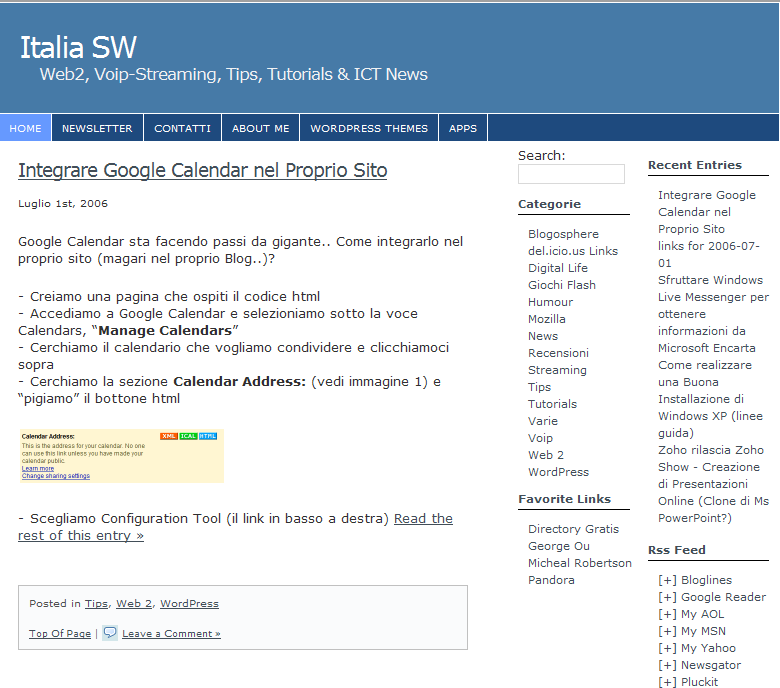 Italia SW
Web2, Voip-Streaming, Tips, Tutorials & ICT News
HOME
NEWSLETTER
CONTATTI
ABOUT ME
WORDPRESS THEMES
APPS
Integrare Google Calendar nel Proprio Sito
Luglio 1st, 2006
Google Calendar sta facendo passi da gigante.. Come integrarlo nel
proprio sito (magari nel proprio Blog..)?
- Creiamo una pagina che ospiti il codice html
- Accediamo a Google Calendar e selezioniamo sotto la voce
Calendars, “Manage Calendars”
- Cerchiamo il calendario che vogliamo condividere e clicchiamoci
sopra
- Cerchiamo la sezione Calendar Address: (vedi immagine 1) e
“pigiamo” il bottone html
Calendar Address: XML ICAL HTML
This is the address for your calendar. No one
can use this link unless you have made your
calendar public.
Learn more
Change sharing settings
- Scegliamo Configuration Tool (il link in basso a destra) Read the
rest of this entry »
Posted in Tips, Web 2, WordPress
Top Of Page | Leave a Comment »
Search:
Categorie
Blogosphere
del.icio.us Links
Digital Life
Giochi Flash
Humour
Mozilla
News
Recensioni
Streaming
Tips
Tutorials
Varie
Voip
Web 2
WordPress
Favorite Links
Directory Gratis
George Ou
Micheal Robertson
Pandora
Recent Entries
Integrare Google
Calendar nel
Proprio Sito
links for 2006-07-
01
Sfruttare Windows
Live Messenger per
ottenere
informazioni da
Microsoft Encarta
Come realizzare
una Buona
Installazione di
Windows XP (linee
guida)
Zoho rilascia Zoho
Show - Creazione
di Presentazioni
Online (Clone di Ms
PowerPoint?)
Rss Feed
[+] Bloglines
[+] Google Reader
[+] My AOL
[+] My MSN
[+] My Yahoo
[+] Newsgator
[+] Pluckit